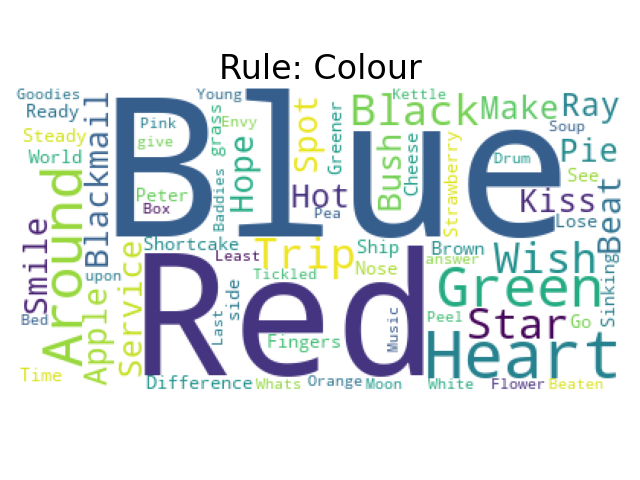 Rule: Colour
Goodies
Ready
Steady
World
Blackmail
Blue
Pink
give
Peter
Box
Young
Envy
grass
Baddies
Hope
Spot
Greener
Hot
Pea
Black
Kettle
Bush
Cheese
Make
Strawberry
Drum
Ray
Soup
Pie
See
Kiss
Lose
Beat
Smile
Around
upon
Bed
Time
Apple
Service
Shortcake
Red
Least
Trip
Tickled
Last
side
Fingers
Difference
Whats
Orange
Ship
Nose
Music
Moon
Brown
answer
Wish
Green
Sinking
Peel
Star
Go
Heart
White
Flower
Beaten